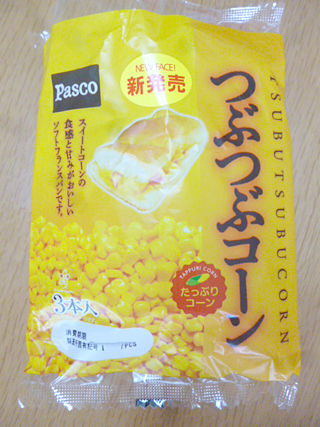 Pasco
NEW FACE!
新発売
つぶつぶコーン
TSUBUTSUBUCORN
スイートコーンの
食感と甘みがおいしい
ソフトフランスパンです。
TAPPURI CORN
たっぷり
コーン
3本入
消費期限